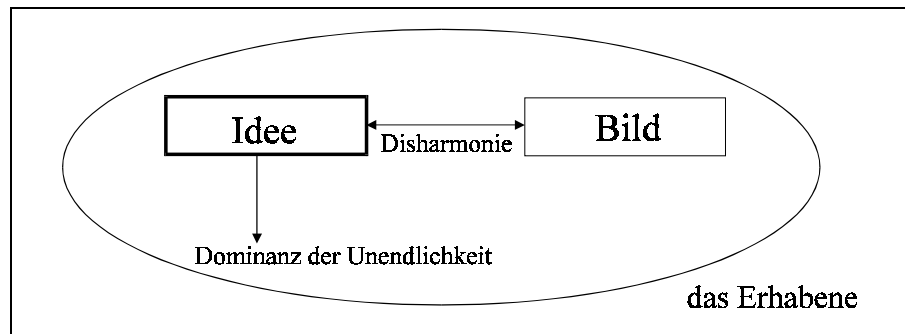 Idee
Bild
Disharmonie
Dominanz der Unendlichkeit
das Erhabene